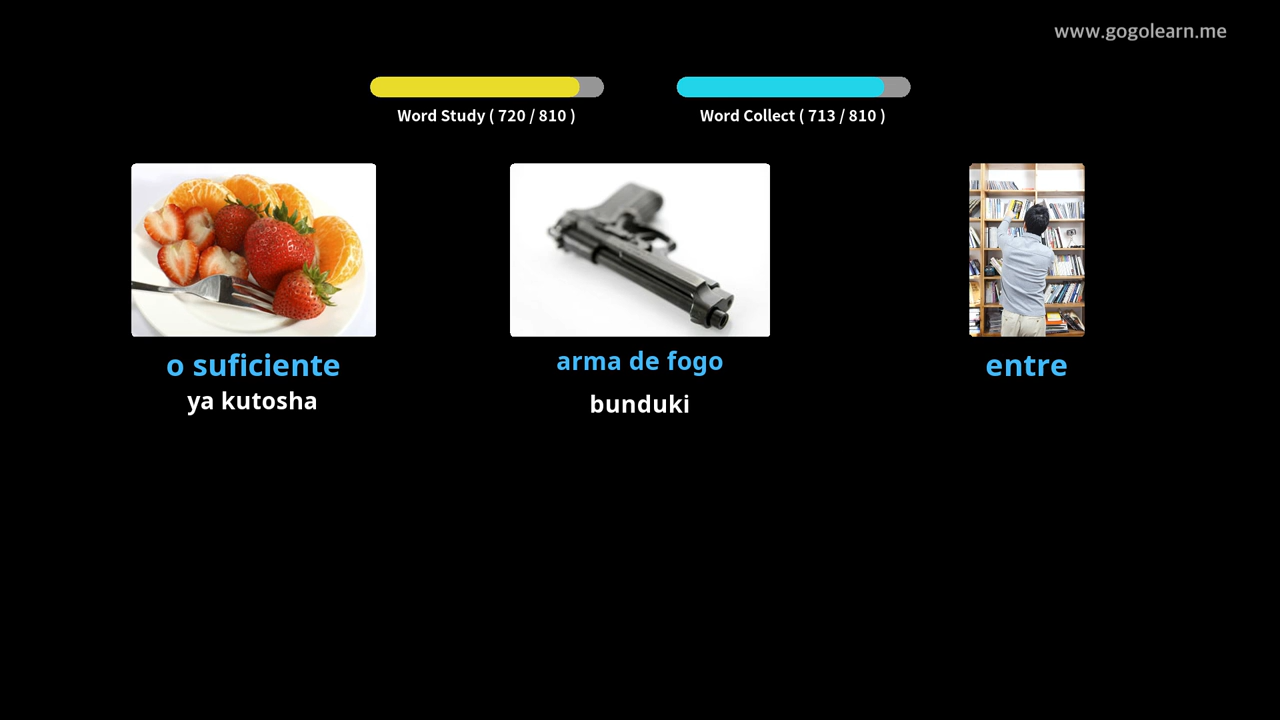 www.gogolearn.me
Word Study ( 720 / 810 )
Word Collect ( 713 / 810 )
o suficiente
ya kutosha
arma de fogo
bunduki
entre